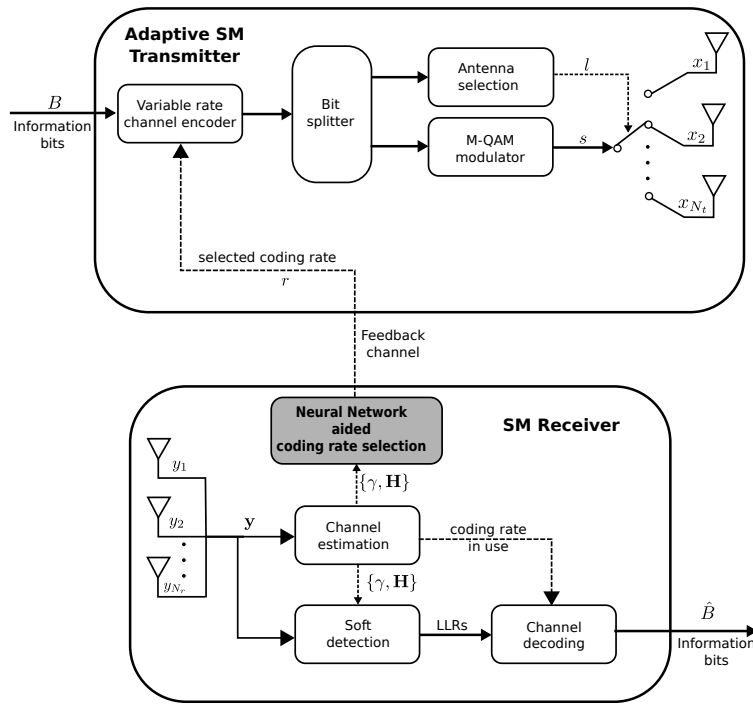 Adaptive SM
Transmitter
B
Information
bits
Variable rate
channel encoder
Bit
splitter
Antenna
selection
l
M-QAM
modulator
s
x_1
x_2
x_{N_t}
selected coding rate
r
Feedback
channel
Neural Network
aided
coding rate selection
SM Receiver
{γ, H}
y_1
y_2
y_{N_r}
y
Channel
estimation
coding rate
in use
{γ, H}
Soft
detection
LLRs
Channel
decoding
B̂
Information
bits